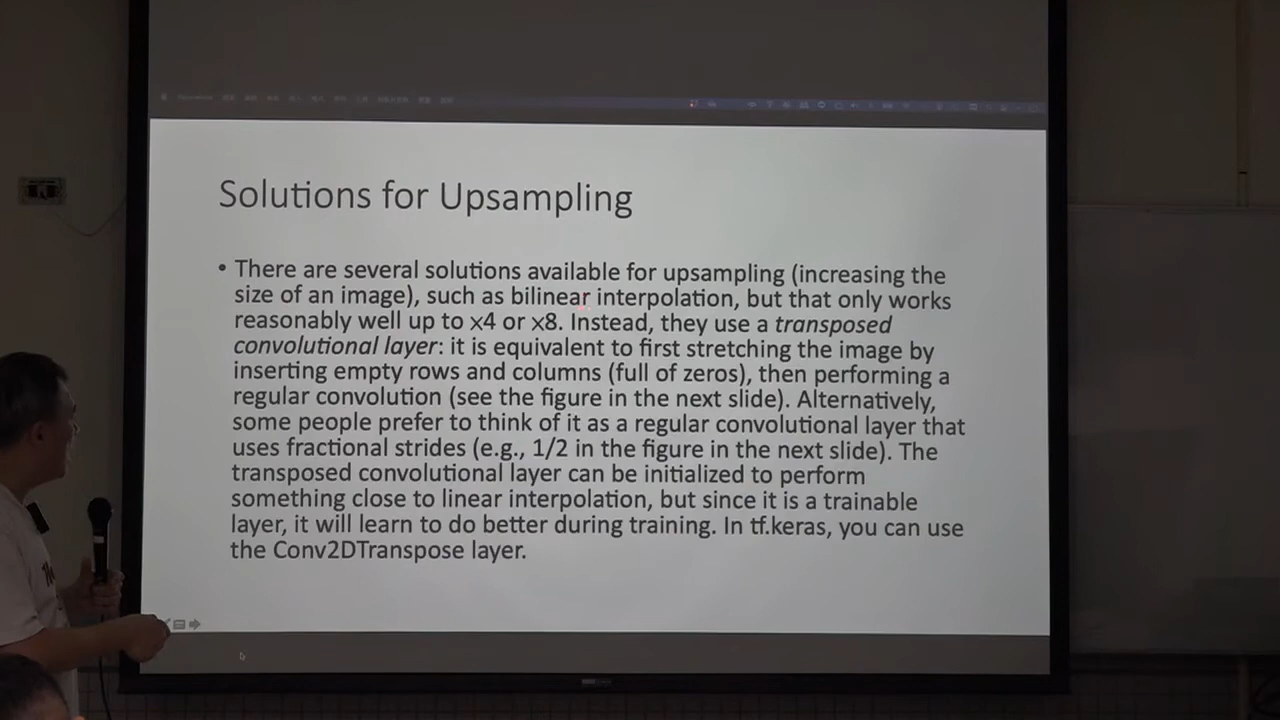 Solutions for Upsampling
• There are several solutions available for upsampling (increasing the
size of an image), such as bilinear interpolation, but that only works
reasonably well up to x4 or x8. Instead, they use a transposed
convolutional layer: it is equivalent to first stretching the image by
inserting empty rows and columns (full of zeros), then performing a
regular convolution (see the figure in the next slide). Alternatively,
some people prefer to think of it as a regular convolutional layer that
uses fractional strides (e.g., 1/2 in the figure in the next slide). The
transposed convolutional layer can be initialized to perform
something close to linear interpolation, but since it is a trainable
layer, it will learn to do better during training. In tf.keras, you can use
the Conv2DTranspose layer.